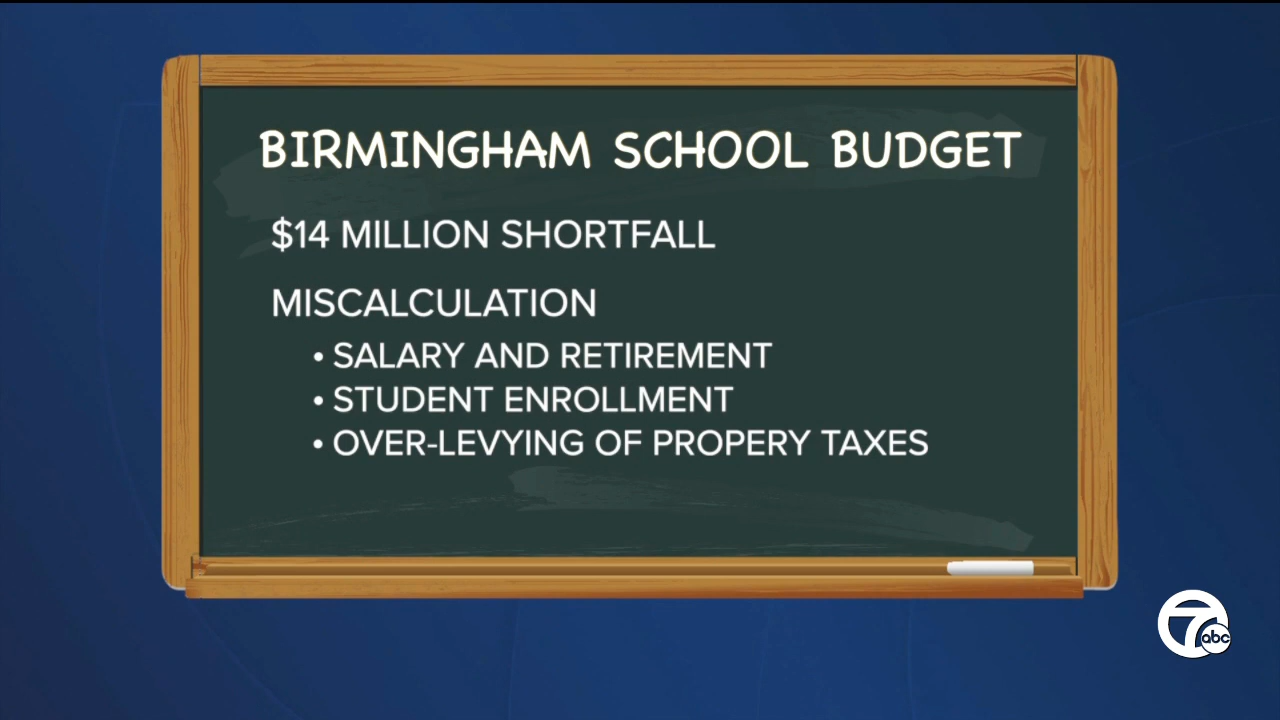 BIRMINGHAM SCHOOL BUDGET
$14 MILLION SHORTFALL
MISCALCULATION
• SALARY AND RETIREMENT
• STUDENT ENROLLMENT
• OVER-LEVYING OF PROPERY TAXES
7 abc